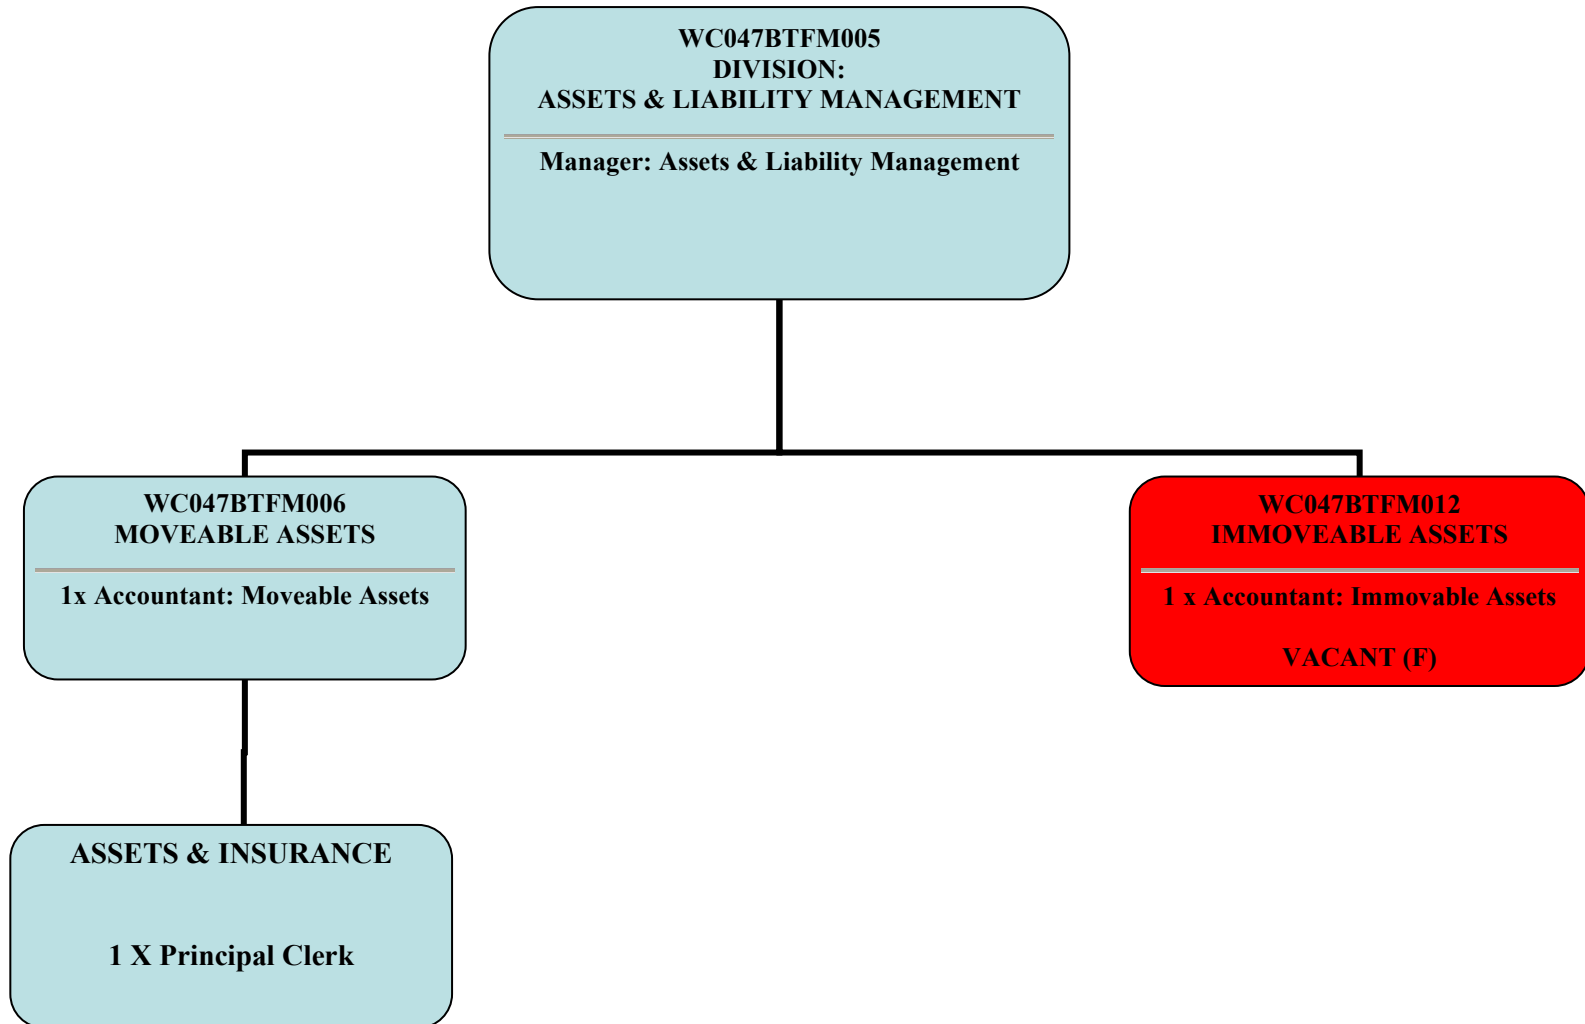 WC047BTFM005
DIVISION:
ASSETS & LIABILITY MANAGEMENT
Manager: Assets & Liability Management
WC047BTFM006
MOVEABLE ASSETS
1x Accountant: Moveable Assets
WC047BTFM012
IMMOVEABLE ASSETS
1 x Accountant: Immovable Assets
VACANT (F)
ASSETS & INSURANCE
1 X Principal Clerk